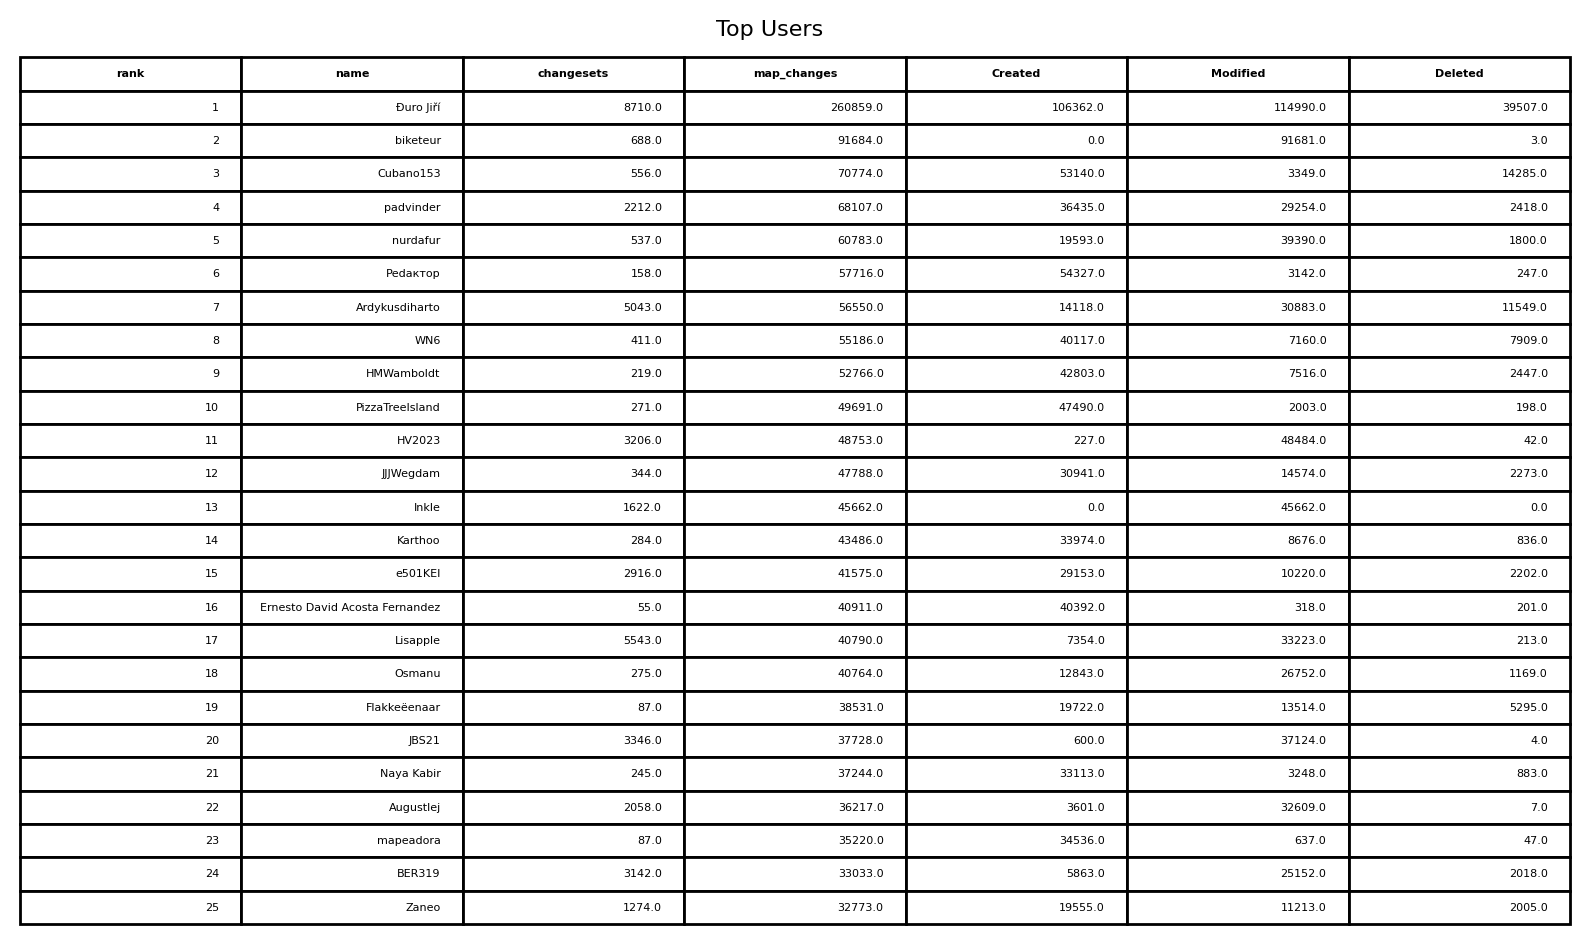 Top Users
rank name changesets map_changes Created Modified Deleted
1 Đuro Jiří 8710.0 260859.0 106362.0 114990.0 39507.0
2 biketeur 688.0 91684.0 0.0 91681.0 3.0
3 Cubano153 556.0 70774.0 53140.0 3349.0 14285.0
4 padvinder 2212.0 68107.0 36435.0 29254.0 2418.0
5 nurdafur 537.0 60783.0 19593.0 39390.0 1800.0
6 Редактор 158.0 57716.0 54327.0 3142.0 247.0
7 Ardykusdiharto 5043.0 56550.0 14118.0 30883.0 11549.0
8 WN6 411.0 55186.0 40117.0 7160.0 7909.0
9 HMWamboldt 219.0 52766.0 42803.0 7516.0 2447.0
10 PizzaTreeIsland 271.0 49691.0 47490.0 2003.0 198.0
11 HV2023 3206.0 48753.0 227.0 48484.0 42.0
12 JJJWegdam 344.0 47788.0 30941.0 14574.0 2273.0
13 Inkle 1622.0 45662.0 0.0 45662.0 0.0
14 Karthoo 284.0 43486.0 33974.0 8676.0 836.0
15 e501KEI 2916.0 41575.0 29153.0 10220.0 2202.0
16 Ernesto David Acosta Fernandez 55.0 40911.0 40392.0 318.0 201.0
17 Lisapple 5543.0 40790.0 7354.0 33223.0 213.0
18 Osmanu 275.0 40764.0 12843.0 26752.0 1169.0
19 Flakkeëenaar 87.0 38531.0 19722.0 13514.0 5295.0
20 JBS21 3346.0 37728.0 600.0 37124.0 4.0
21 Naya Kabir 245.0 37244.0 33113.0 3248.0 883.0
22 Augustlej 2058.0 36217.0 3601.0 32609.0 7.0
23 mapeadora 87.0 35220.0 34536.0 637.0 47.0
24 BER319 3142.0 33033.0 5863.0 25152.0 2018.0
25 Zaneo 1274.0 32773.0 19555.0 11213.0 2005.0